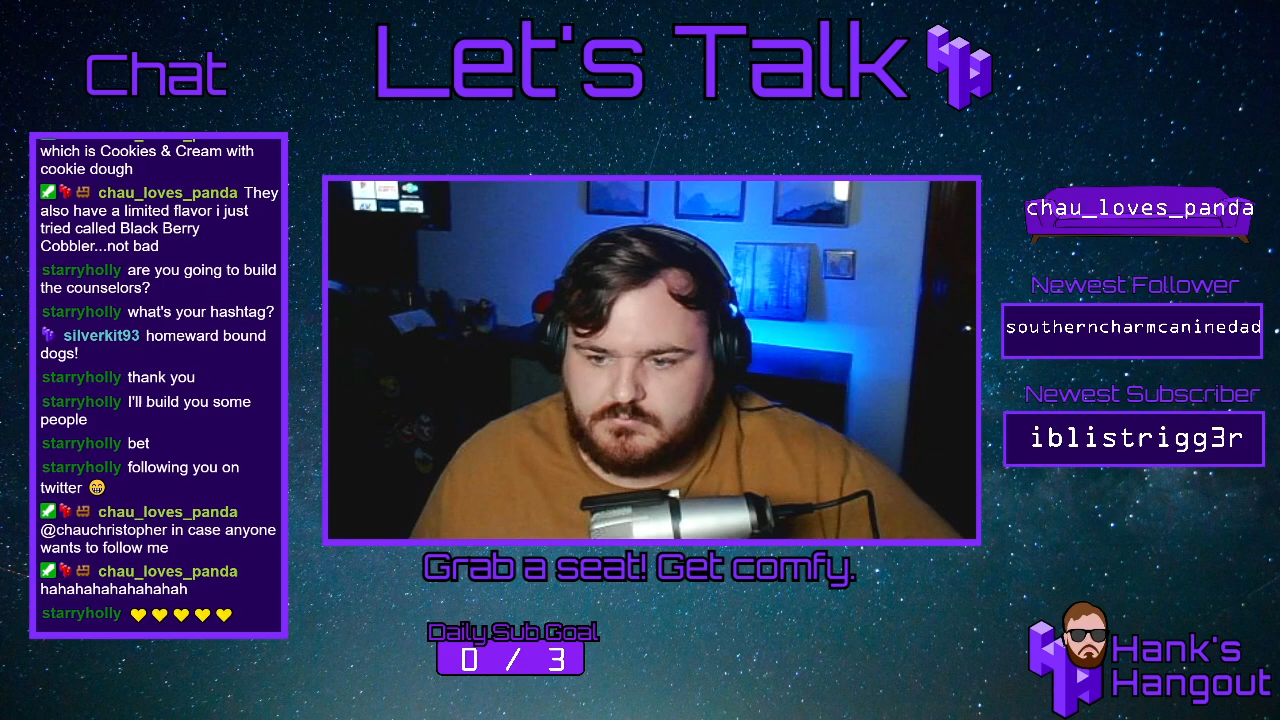 Chat
Let's Talk
which is Cookies & Cream with
cookie dough
chau_loves_panda They
also have a limited flavor i just
tried called Black Berry
Cobbler...not bad
starryholly are you going to build
the counselors?
starryholly what's your hashtag?
silverkit93 homeward bound
dogs!
starryholly thank you
starryholly I'll build you some
people
starryholly bet
starryholly following you on
twitter 😁
chau_loves_panda
@chauchristopher in case anyone
wants to follow me
chau_loves_panda
hahahahahahahahah
starryholly 💛 💛 💛 💛 💛
Grab a seat! Get comfy.
Daily Sub Goal
0 / 3
chau_loves_panda
Newest Follower
southerncharmcaninedad
Newest Subscriber
iblistrigg3r
Hank's
Hangout